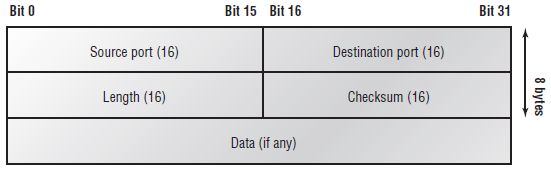 Bit 0 Bit 15 Bit 16 Bit 31
Source port (16) Destination port (16)
Length (16) Checksum (16)
Data (if any)
8 bytes